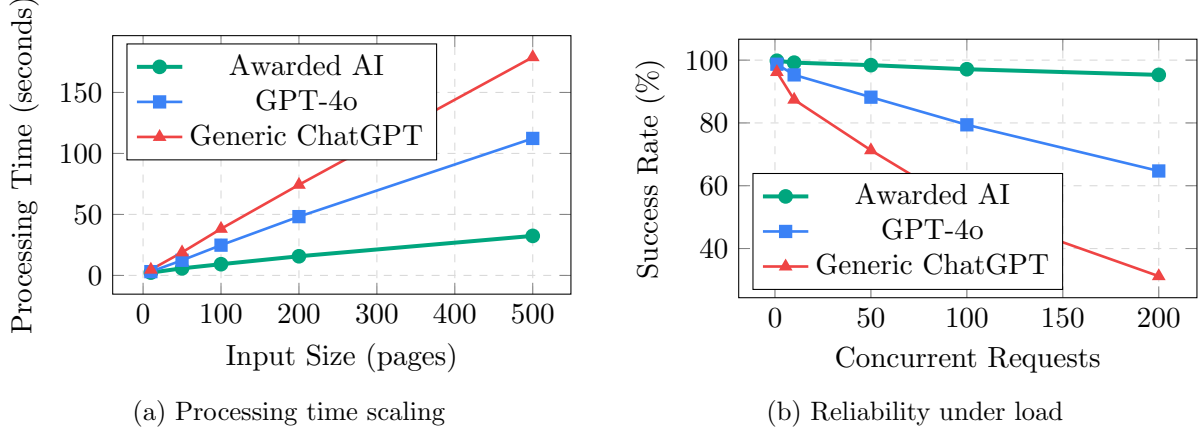 Processing Time (seconds)
150
100
50
0
Awarded AI
GPT-4o
Generic ChatGPT
0 100 200 300 400 500
Input Size (pages)
(a) Processing time scaling
Success Rate (%)
100
80
60
40
Awarded AI
GPT-4o
Generic ChatGPT
0 50 100 150 200
Concurrent Requests
(b) Reliability under load